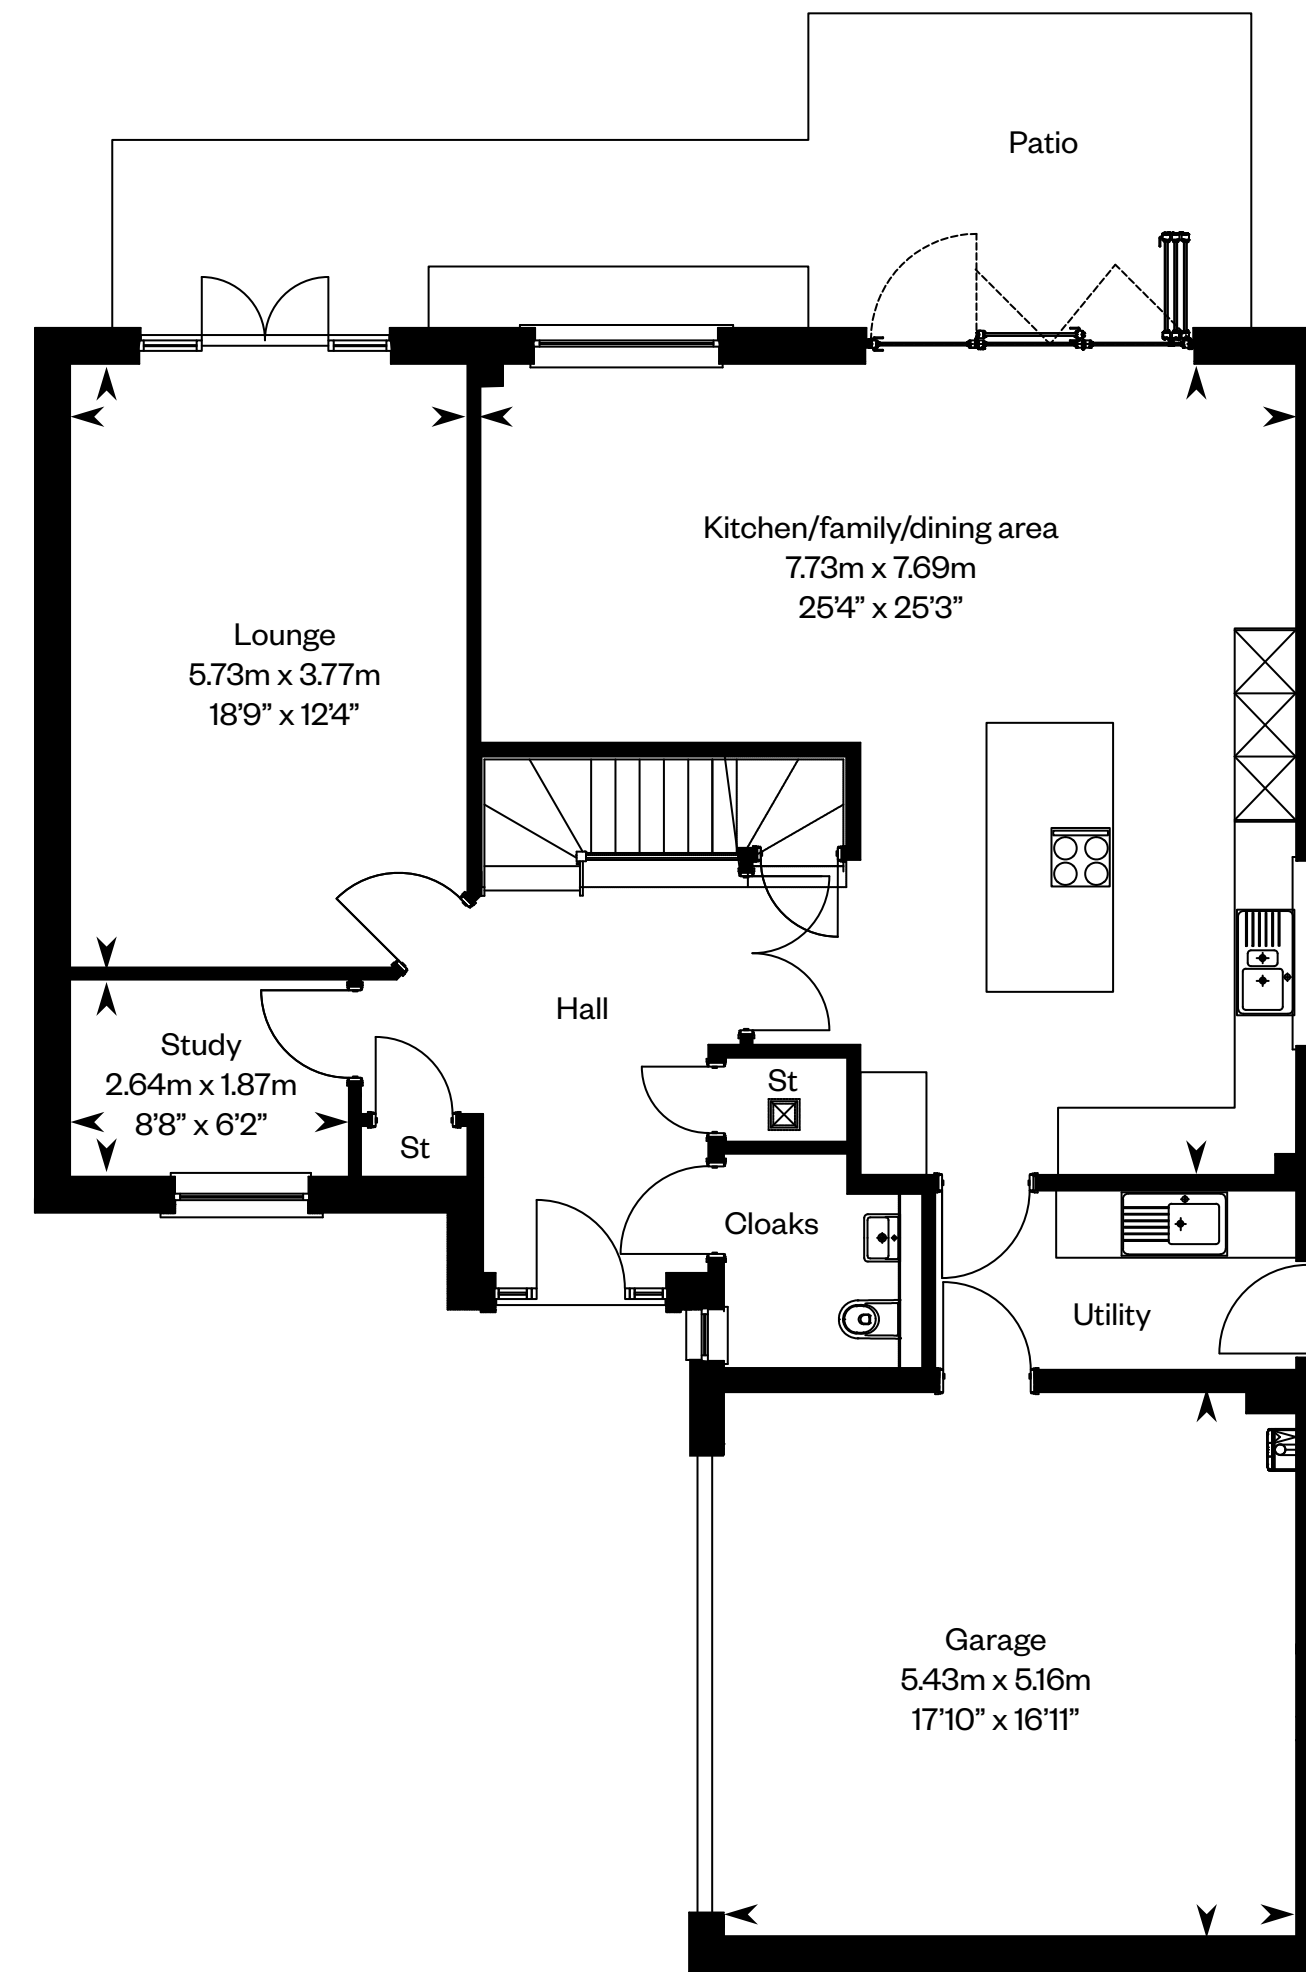 Patio
Kitchen/family/dining area
7.73m x 7.69m
25'4” x 25'3”
Lounge
5.73m x 3.77m
18'9” x 12'4”
Hall
Study
2.64m x 1.87m
8'8” x 6'2”
St
St
Cloaks
Utility
Garage
5.43m x 5.16m
17'10” x 16'11”